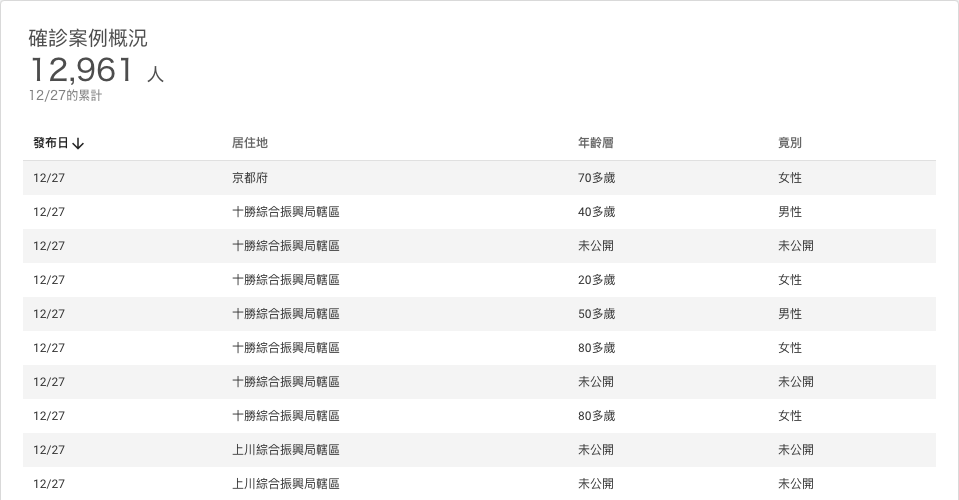 確診案例概況
12,961 人
12/27的累計
發布日↓ 居住地 年齡層 竟別
12/27 京都府 70多歲 女性
12/27 十勝綜合振興局轄區 40多歲 男性
12/27 十勝綜合振興局轄區 未公開 未公開
12/27 十勝綜合振興局轄區 20多歲 女性
12/27 十勝綜合振興局轄區 50多歲 男性
12/27 十勝綜合振興局轄區 80多歲 女性
12/27 十勝綜合振興局轄區 未公開 未公開
12/27 十勝綜合振興局轄區 80多歲 女性
12/27 上川綜合振興局轄區 未公開 未公開
12/27 上川綜合振興局轄區 未公開 未公開